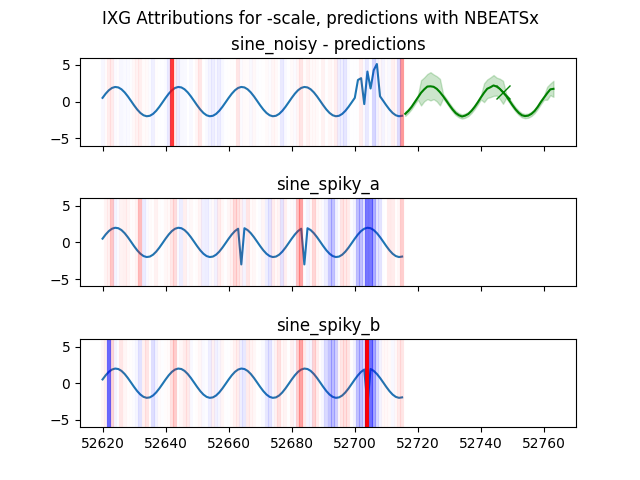 IXG Attributions for -scale, predictions with NBEATSx
sine_noisy - predictions
5
0
−5
sine_spiky_a
5
0
−5
sine_spiky_b
5
0
−5
52620 52640 52660 52680 52700 52720 52740 52760